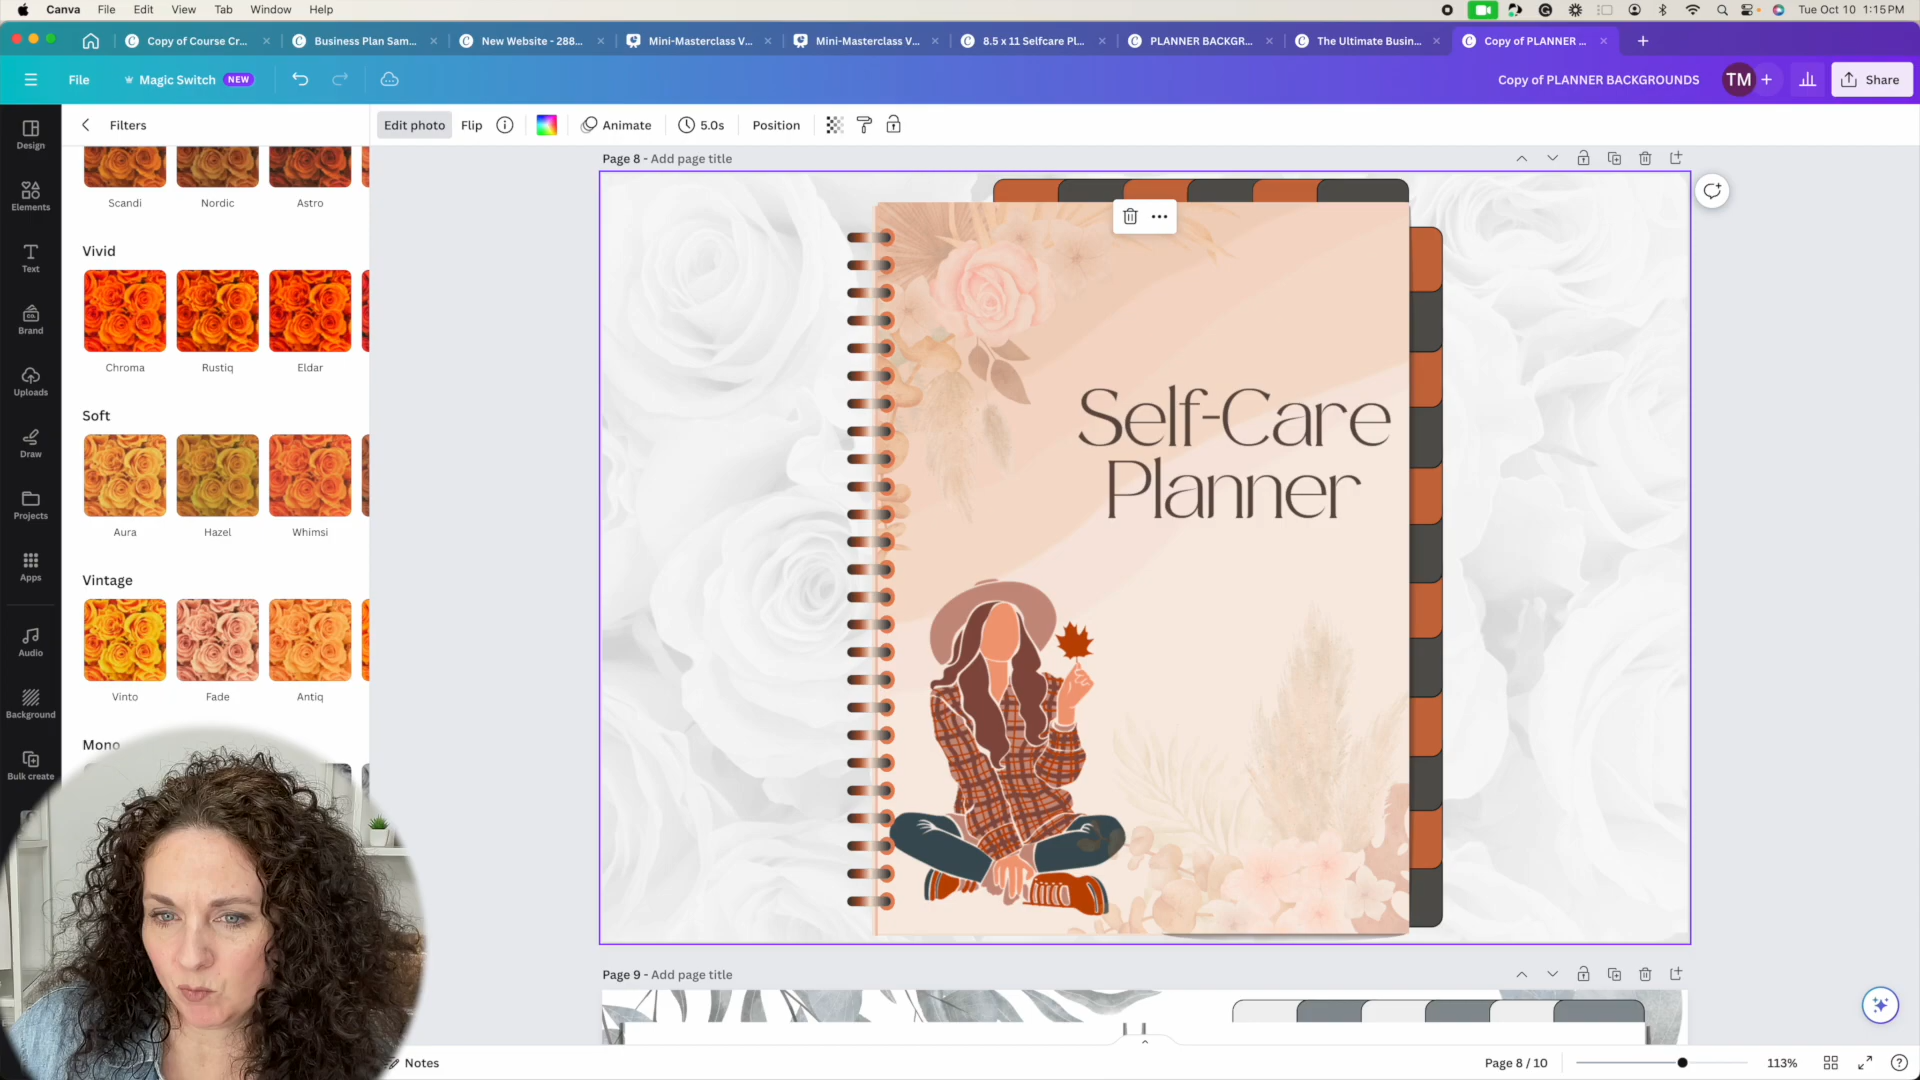 Canva File Edit View Tab Window Help Tue Oct 10 1:15PM
Copy of Course Cr... Business Plan Sam... New Website - 288... Mini-Masterclass V... Mini-Masterclass V... 8.5 x 11 Selfcare Pl... PLANNER BACKGR... The Ultimate Busin... Copy of PLANNER ...
File Magic Switch NEW Copy of PLANNER BACKGROUNDS TM Share
Filters Edit photo Flip Animate 5.0s Position
Design
Elements
Text
Brand
Uploads
Draw
Projects
Apps
Audio
Background
Bulk create
Scandi Nordic Astro
Vivid
Chroma Rustiq Eldar
Soft
Aura Hazel Whimsi
Vintage
Vinto Fade Antiq
Mono
Page 8 - Add page title
Self-Care
Planner
Page 9 - Add page title
Notes Page 8 / 10 113%